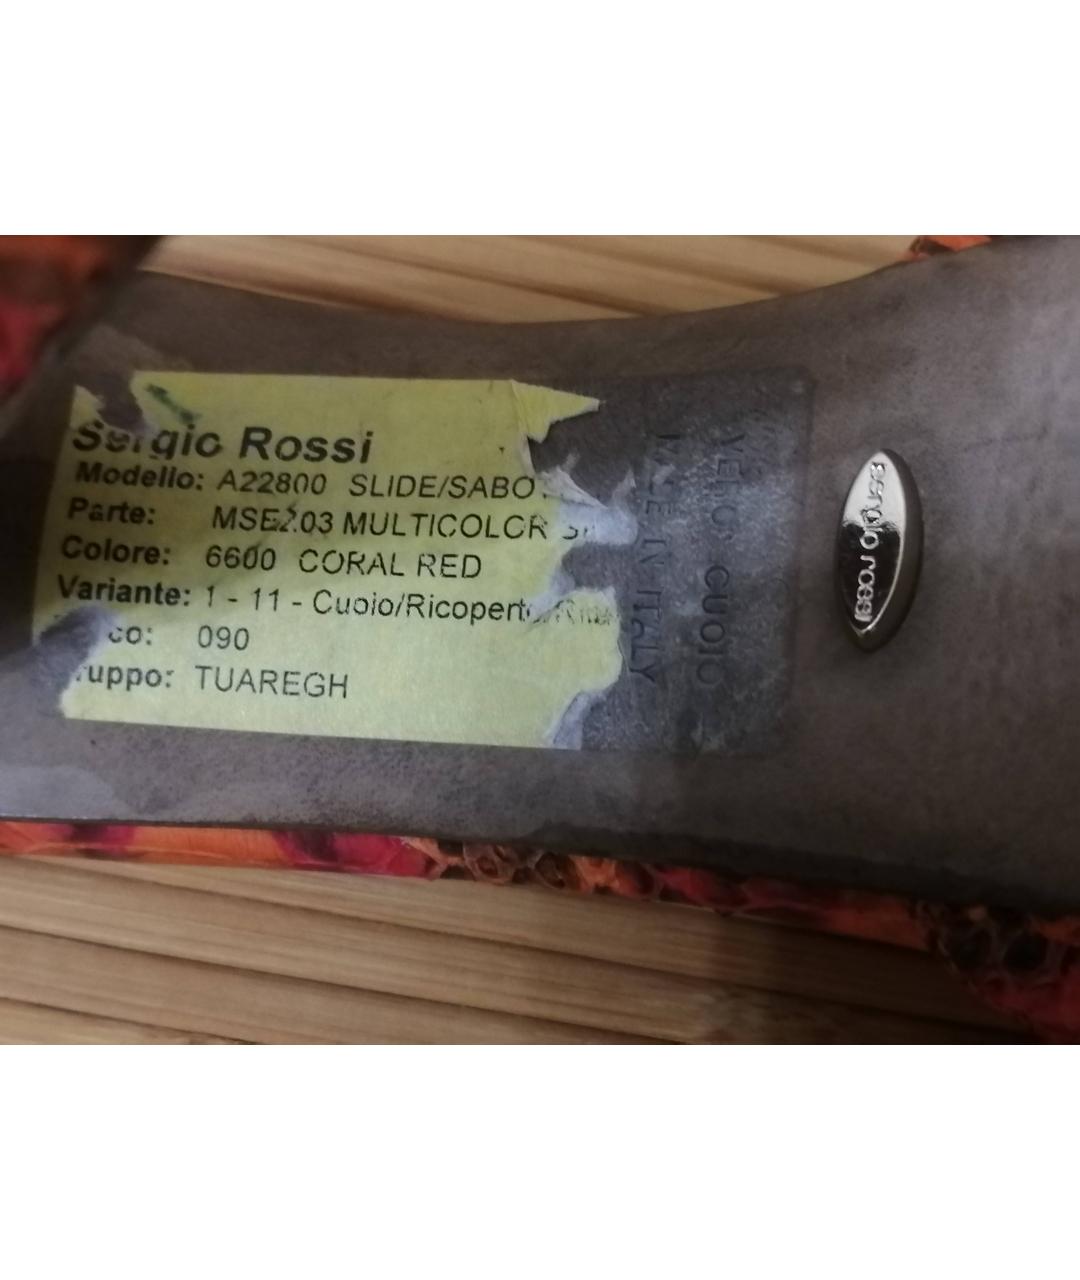 Sergio Rossi
Modello: A22800 SLIDE/SABO
Parte: MULTICOLOR
Colore: 6600 CORAL RED
Variante: 1 - 11 - Cuoio/Ricoperto/
090
TUAREGH
VERO CUOIO
MADE IN ITALY
sergio rossi